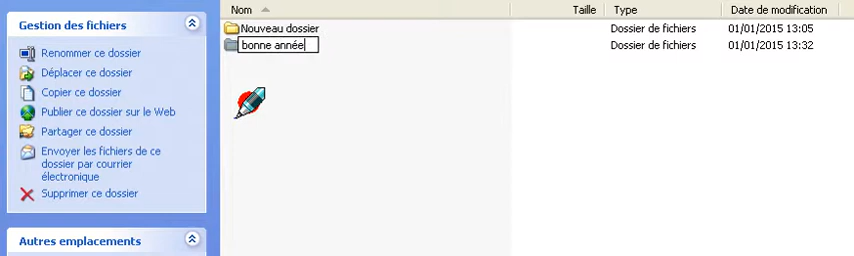 Gestion des fichiers
Renommer ce dossier
Déplacer ce dossier
Copier ce dossier
Publier ce dossier sur le Web
Partager ce dossier
Envoyer les fichiers de ce
dossier par courrier
électronique
Supprimer ce dossier
Autres emplacements
Nom Taille Type Date de modification
Nouveau dossier Dossier de fichiers 01/01/2015 13:05
bonne année Dossier de fichiers 01/01/2015 13:32